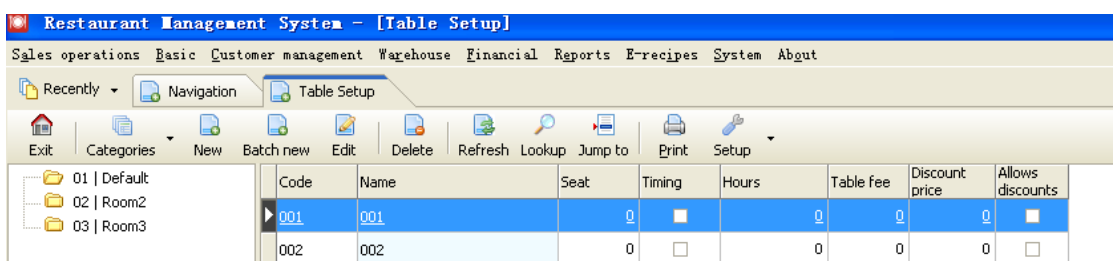 Restaurant Management System - [Table Setup]
Sales operations Basic Customer management Warehouse Financial Reports E-recipes System About
Recently Navigation Table Setup
Exit Categories New Batch new Edit Delete Refresh Lookup Jump to Print Setup
01 | Default
02 | Room2
03 | Room3
Code Name Seat Timing Hours Table fee Discount price Allows discounts
001 001 0 0 0 0
002 002 0 0 0 0